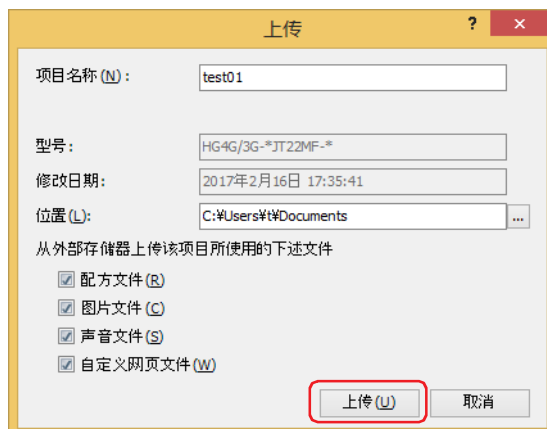 上传
? ×
项目名称(N): test01
型号: HG4G/3G-*JT22MF-*
修改日期: 2017年2月16日 17:35:41
位置(L): C:¥Users¥t¥Documents ...
从外部存储器上传该项目所使用的下述文件
配方文件(R)
图片文件(C)
声音文件(S)
自定义网页文件(W)
上传(U) 取消